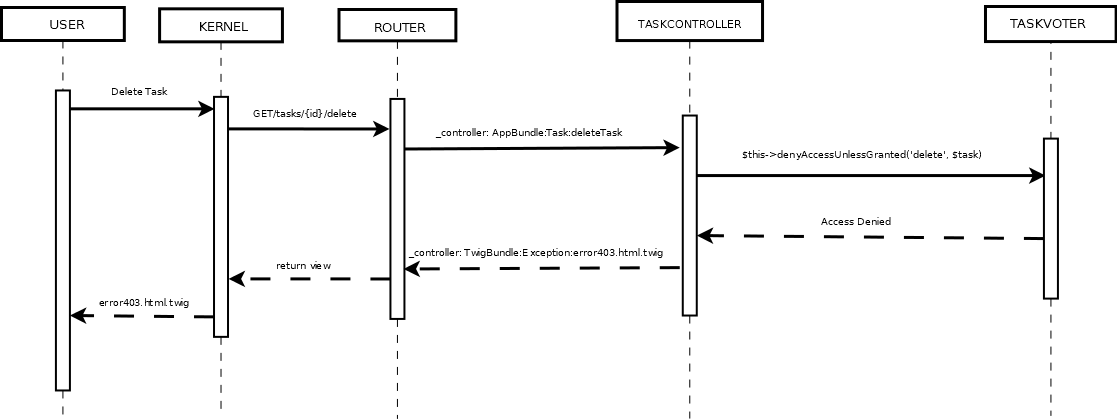 USER
KERNEL
ROUTER
TASKCONTROLLER
TASKVOTER
Delete Task
GET/tasks/{id}/delete
_controller: AppBundle:Task:deleteTask
$this->denyAccessUnlessGranted('delete', $task)
Access Denied
_controller: TwigBundle:Exception:error403.html.twig
return view
error403.html.twig